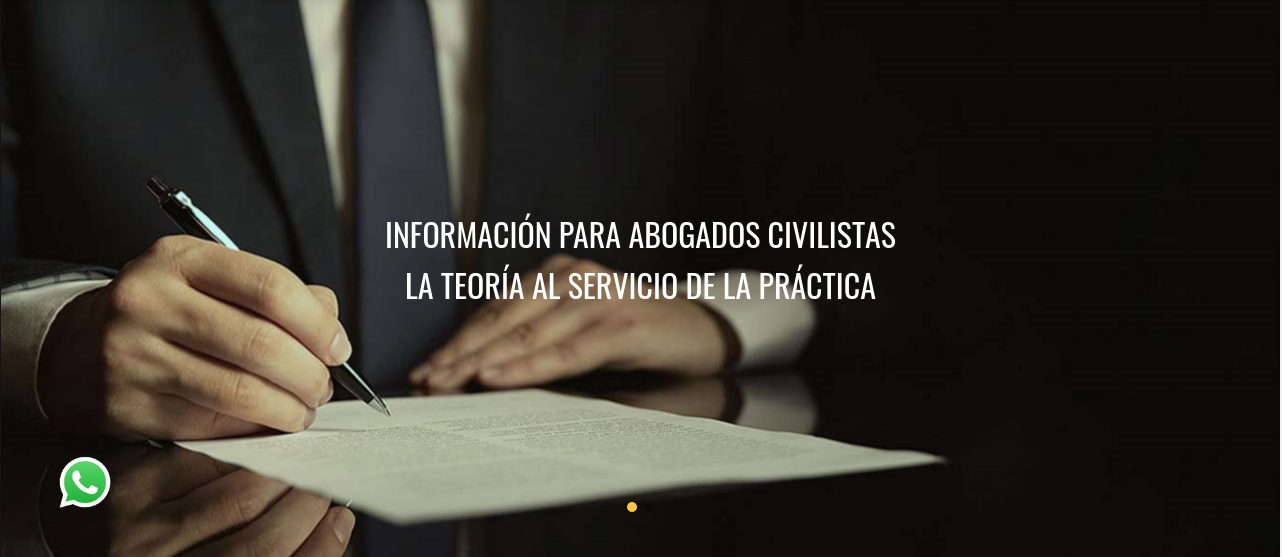 INFORMACIÓN PARA ABOGADOS CIVILISTAS
LA TEORÍA AL SERVICIO DE LA PRÁCTICA